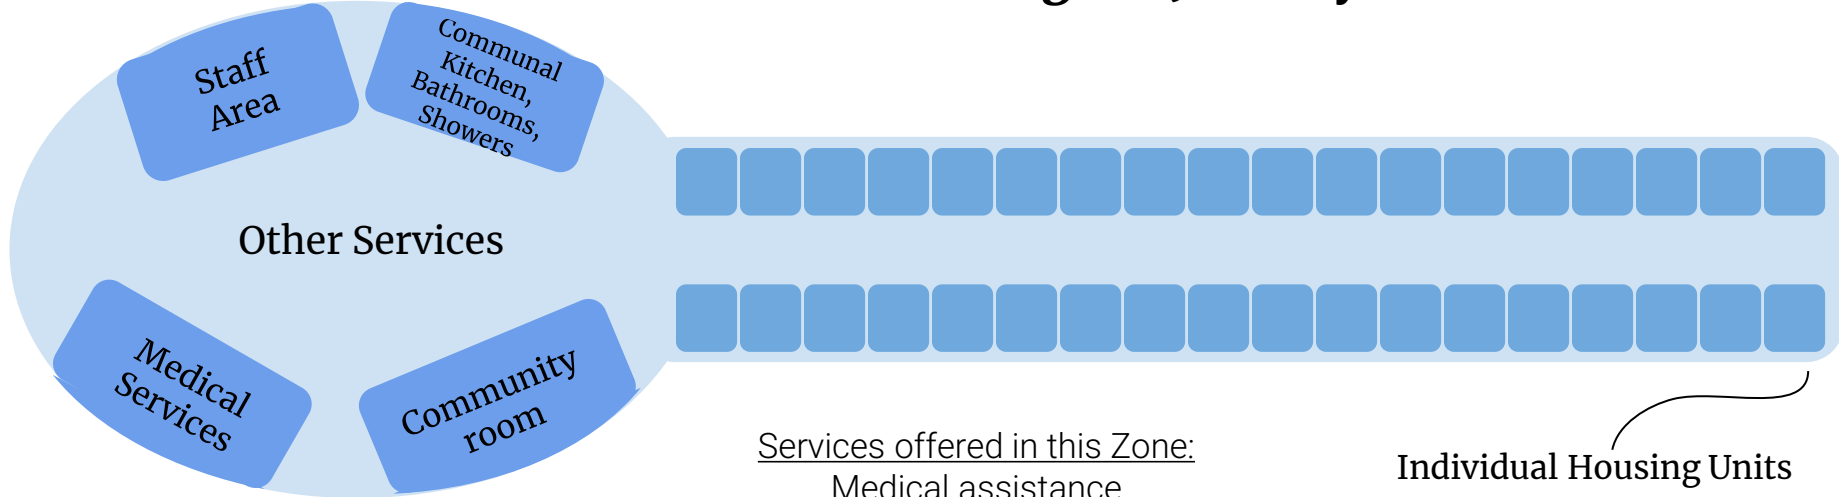 Staff
Area
Communal
Kitchen,
Bathrooms,
Showers
Other Services
Medical
Services
Community
room
Services offered in this Zone:
Medical assistance
Individual Housing Units